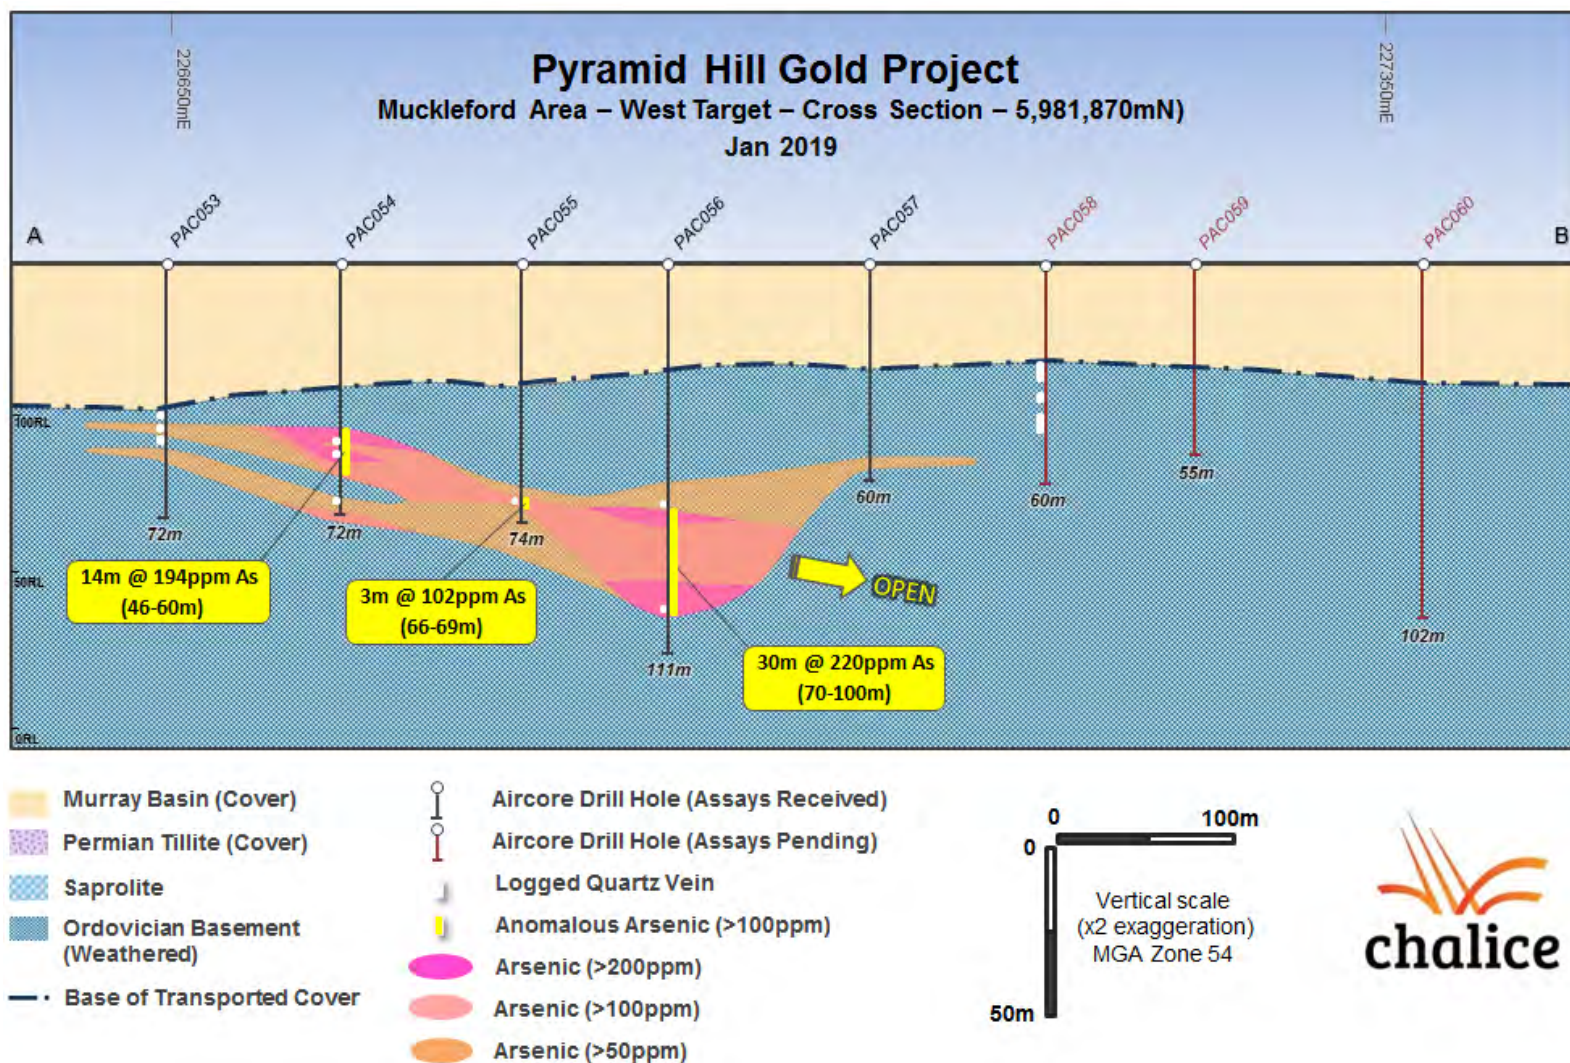 226650mE
227350mE
Pyramid Hill Gold Project
Muckleford Area – West Target – Cross Section – 5,981,870mN)
Jan 2019
A
PAC053
PAC054
PAC055
PAC056
PAC057
PAC058
PAC059
PAC060
B
100RL
50RL
0RL
72m
72m
74m
111m
60m
60m
55m
102m
14m @ 194ppm As
(46-60m)
3m @ 102ppm As
(66-69m)
30m @ 220ppm As
(70-100m)
OPEN
Murray Basin (Cover)
Permian Tillite (Cover)
Saprolite
Ordovician Basement
(Weathered)
Base of Transported Cover
Aircore Drill Hole (Assays Received)
Aircore Drill Hole (Assays Pending)
Logged Quartz Vein
Anomalous Arsenic (>100ppm)
Arsenic (>200ppm)
Arsenic (>100ppm)
Arsenic (>50ppm)
0 100m
0
Vertical scale
(x2 exaggeration)
MGA Zone 54
50m
chalice